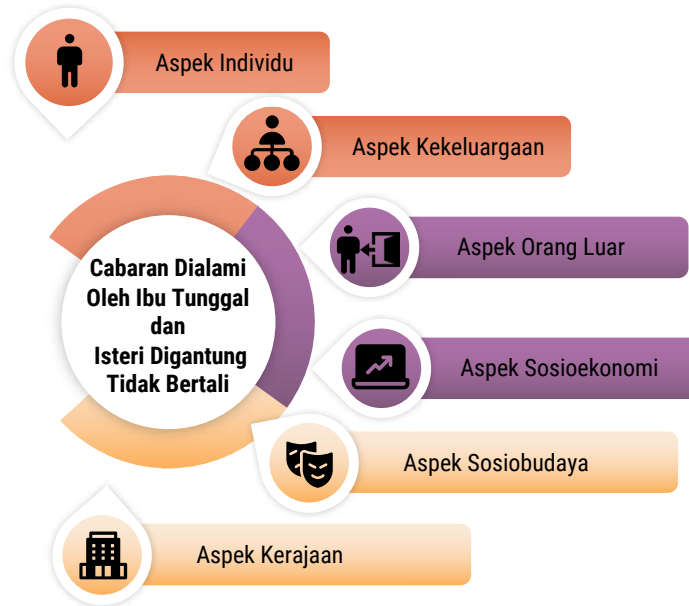 Aspek Individu
Aspek Kekeluargaan
Aspek Orang Luar
Cabaran Dialami
Oleh Ibu Tunggal
dan
Isteri Digantung
Tidak Bertali
Aspek Sosioekonomi
Aspek Sosiobudaya
Aspek Kerajaan